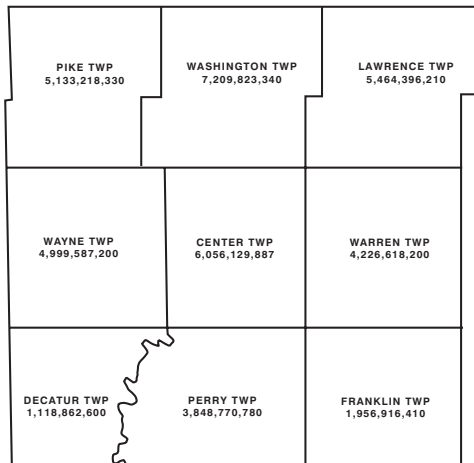 PIKE TWP
5,133,218,330
WASHINGTON TWP
7,209,823,340
LAWRENCE TWP
5,464,396,210
WAYNE TWP
4,999,587,200
CENTER TWP
6,056,129,887
WARREN TWP
4,226,618,200
DECATUR TWP
1,118,862,600
PERRY TWP
3,848,770,780
FRANKLIN TWP
1,956,916,410